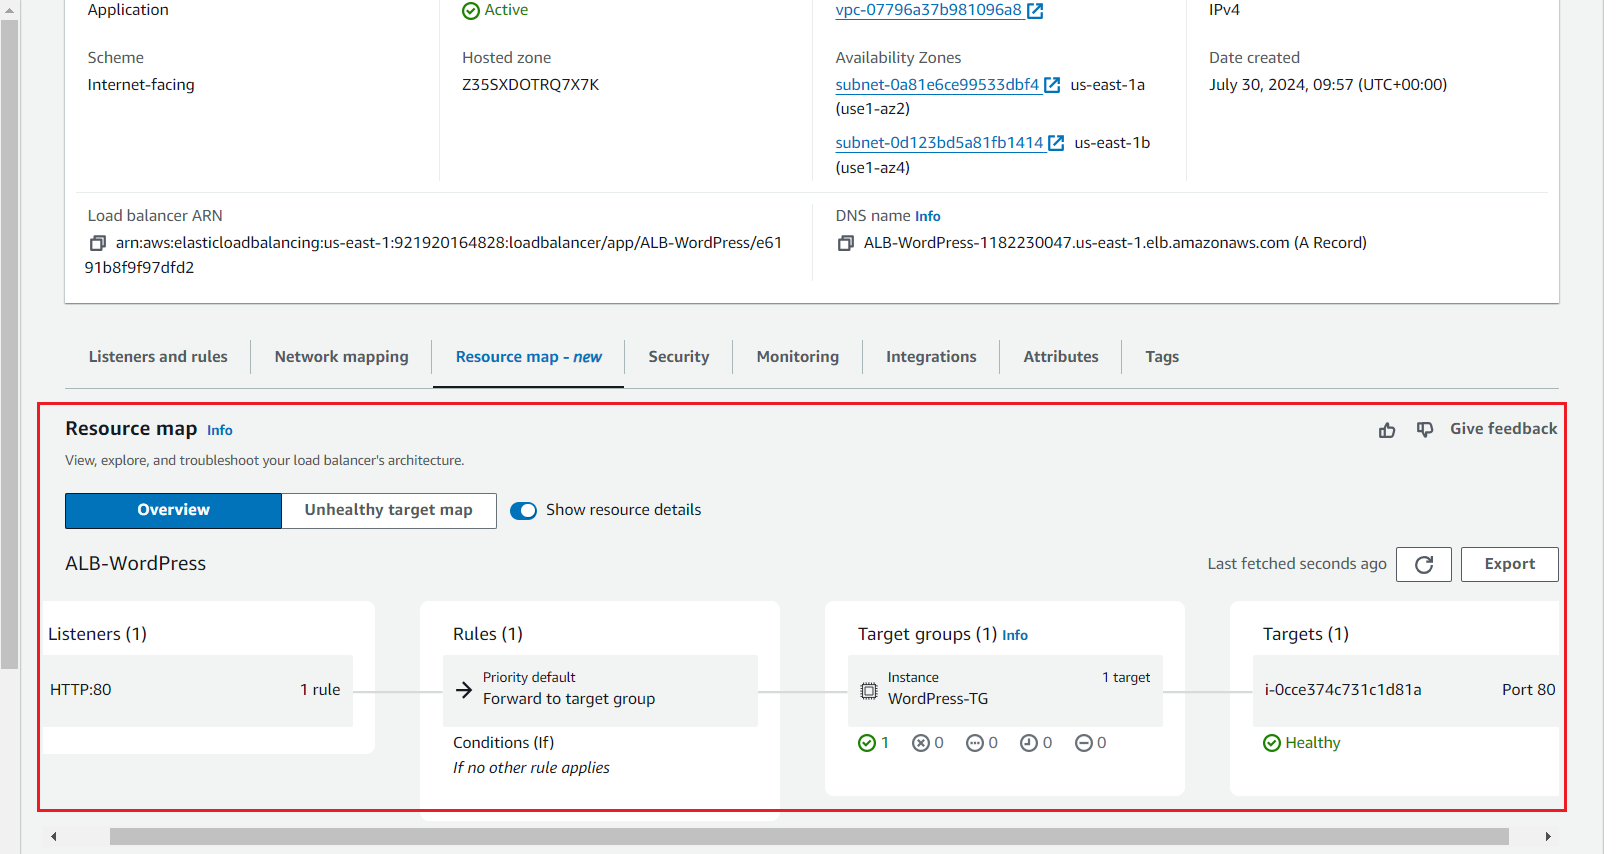 Application
Active
vpc-07796a37b981096a8
IPv4
Scheme
Internet-facing
Hosted zone
Z35SXDOTRQ7X7K
Availability Zones
subnet-0a81e6ce99533dbf4 us-east-1a
(use1-az2)
subnet-0d123bd5a81fb1414 us-east-1b
(use1-az4)
Date created
July 30, 2024, 09:57 (UTC+00:00)
Load balancer ARN
arn:aws:elasticloadbalancing:us-east-1:921920164828:loadbalancer/app/ALB-WordPress/e61
91b8f9f97dfd2
DNS name Info
ALB-WordPress-1182230047.us-east-1.elb.amazonaws.com (A Record)
Listeners and rules
Network mapping
Resource map - new
Security
Monitoring
Integrations
Attributes
Tags
Resource map Info
Give feedback
View, explore, and troubleshoot your load balancer's architecture.
Overview
Unhealthy target map
Show resource details
ALB-WordPress
Last fetched seconds ago
Export
Listeners (1)
HTTP:80 1 rule
Rules (1)
Priority default
Forward to target group
Conditions (If)
If no other rule applies
Target groups (1) Info
Instance 1 target
WordPress-TG
1 0 0 0 0
Targets (1)
i-0cce374c731c1d81a Port 80
Healthy